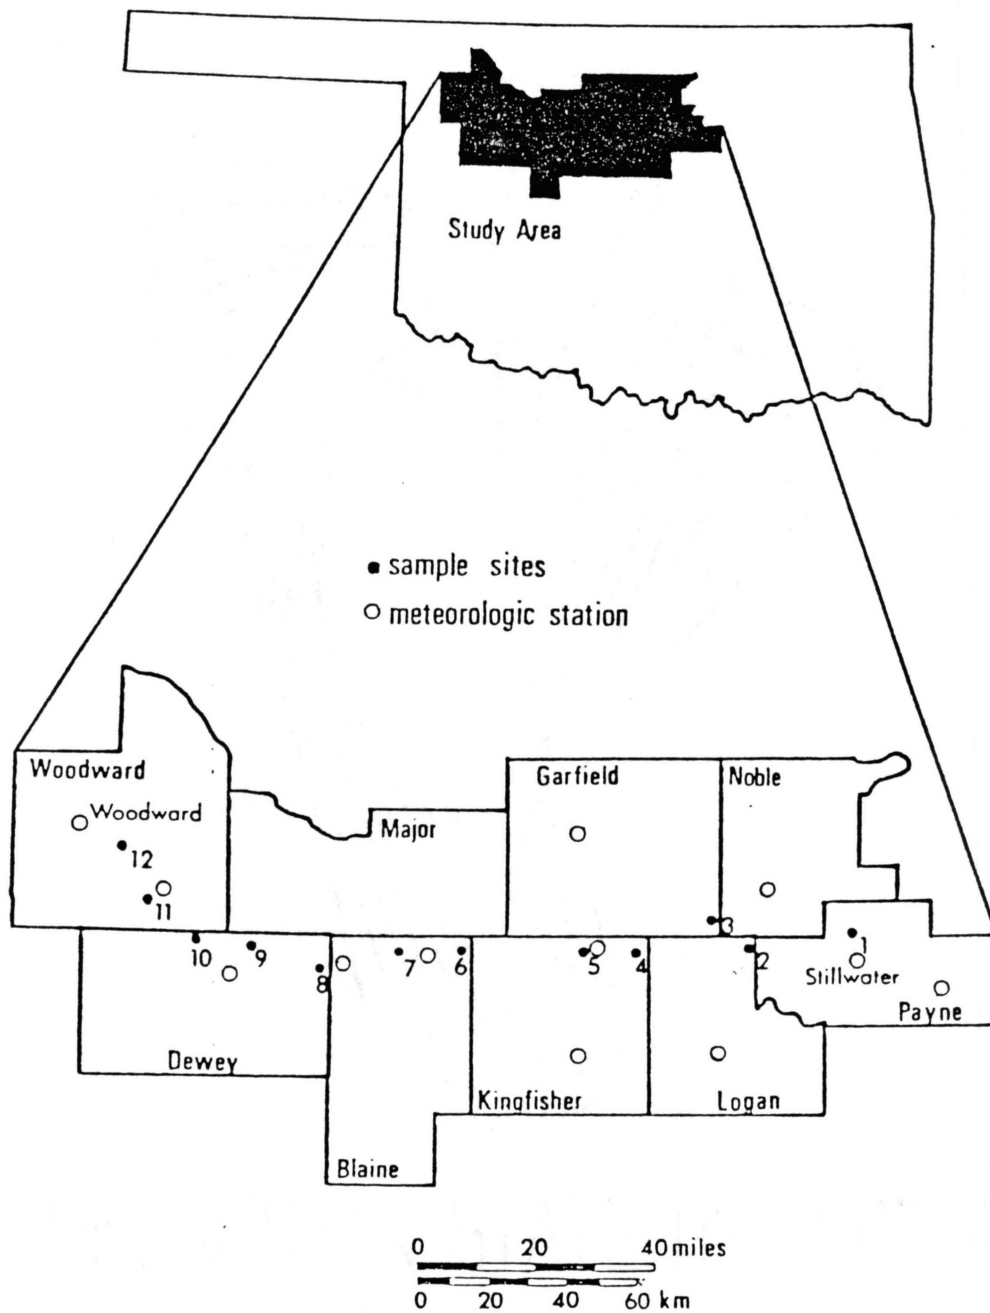 Study Area
sample sites
meteorologic station
Woodward
Garfield
Noble
Woodward
Major
12
11
3
10
9
8
7
6
5
4
2
1
Stillwater
Payne
Dewey
Kingfisher
Logan
Blaine
0 20 40 miles
0 20 40 60 km